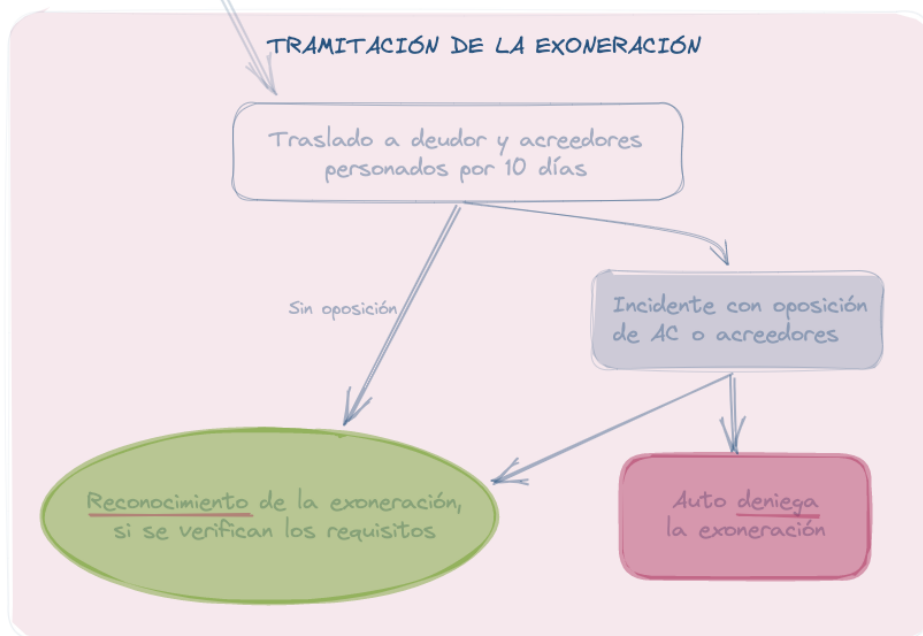 TRAMITACIÓN DE LA EXONERACIÓN
Traslado a deudor y acreedores
personados por 10 días
Sin oposición
Incidente con oposición
de AC o acreedores
Reconocimiento de la exoneración,
si se verifican los requisitos
Auto deniega
la exoneración